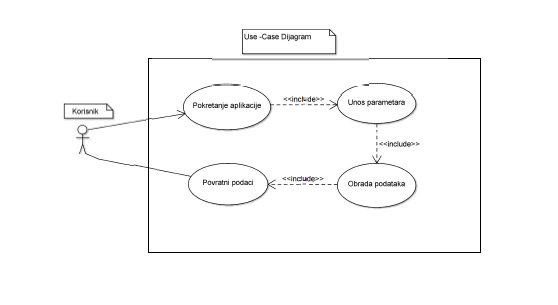 Use -Case Dijagram
Korisnik
Pokretanje aplikacije
<<include>>
Unos parametara
<<include>>
Povratni podaci
<<include>>
Obrada podataka